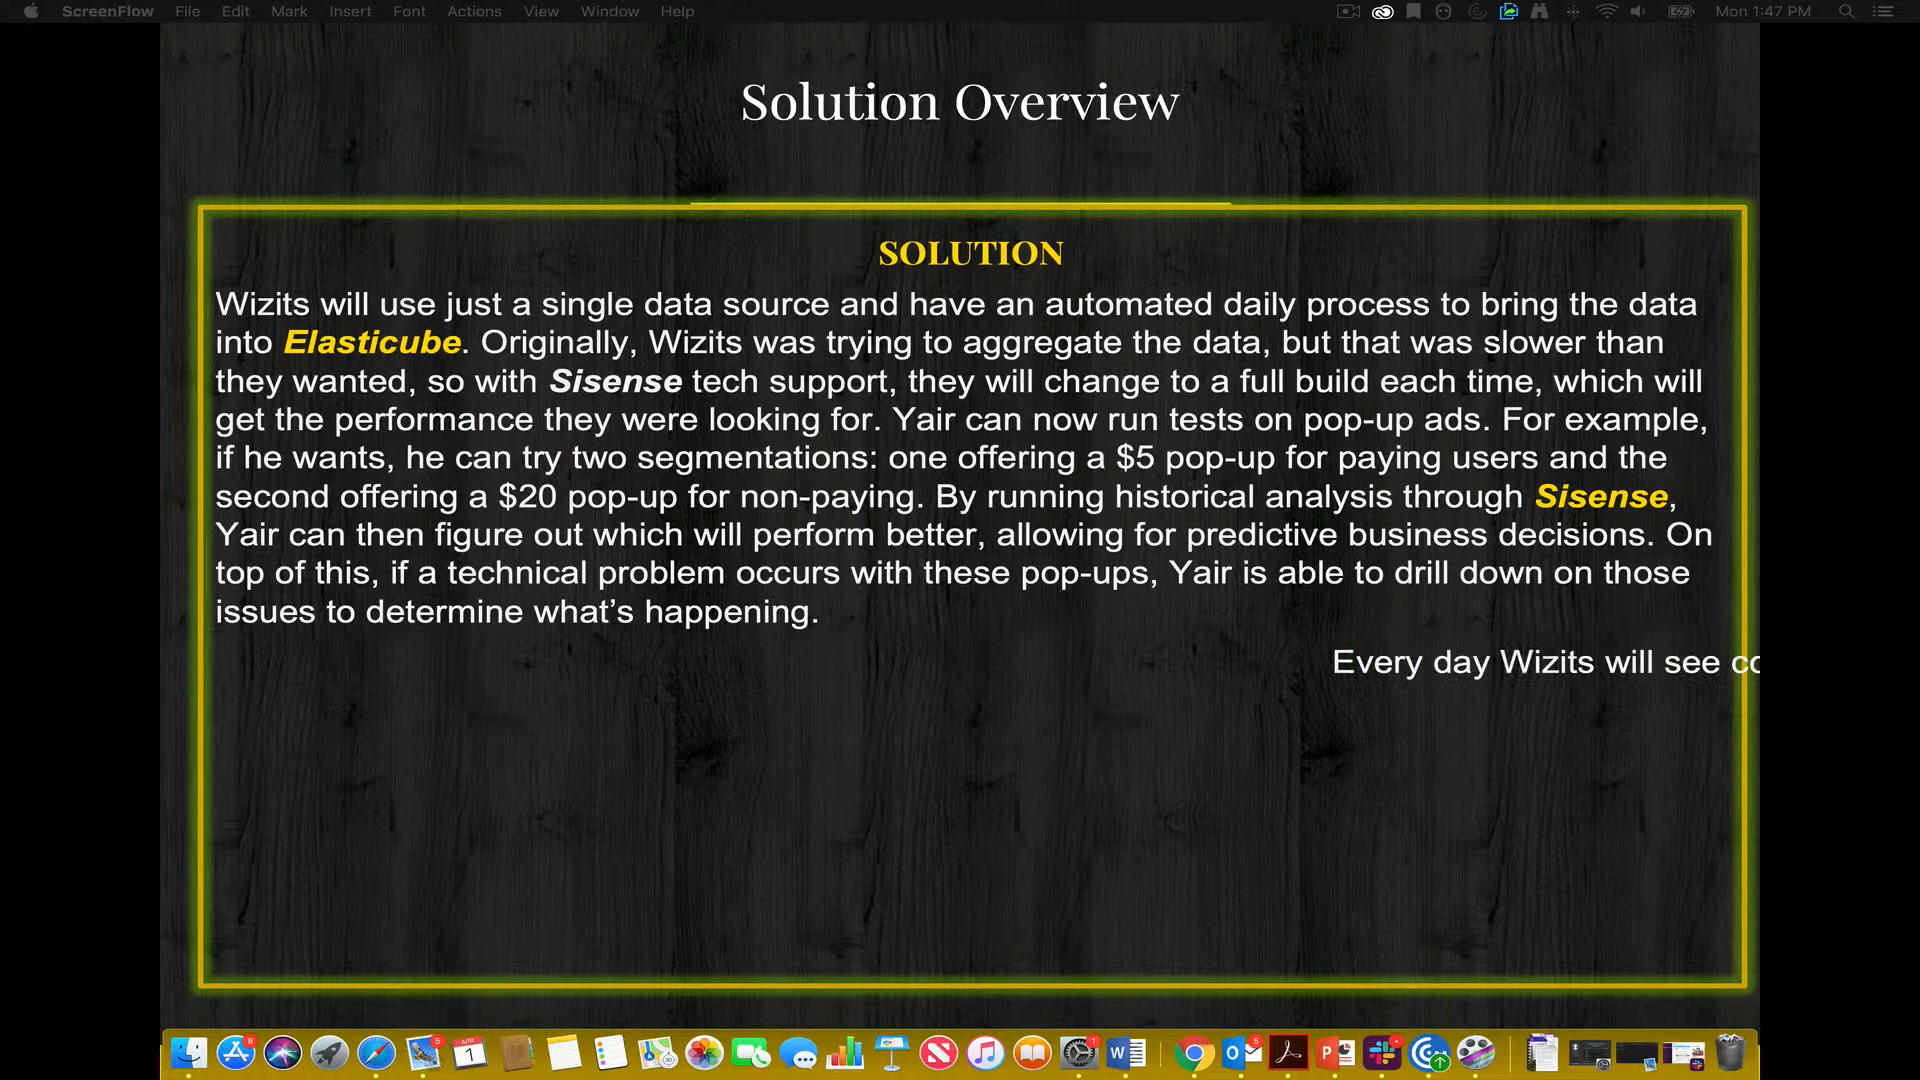 ScreenFlow File Edit Mark Insert Font Actions View Window Help Mon 1:47 PM
Solution Overview
SOLUTION
Wizits will use just a single data source and have an automated daily process to bring the data
into Elasticube. Originally, Wizits was trying to aggregate the data, but that was slower than
they wanted, so with Sisense tech support, they will change to a full build each time, which will
get the performance they were looking for. Yair can now run tests on pop-up ads. For example,
if he wants, he can try two segmentations: one offering a $5 pop-up for paying users and the
second offering a $20 pop-up for non-paying. By running historical analysis through Sisense,
Yair can then figure out which will perform better, allowing for predictive business decisions. On
top of this, if a technical problem occurs with these pop-ups, Yair is able to drill down on those
issues to determine what’s happening.
Every day Wizits will see
8 5 APR 1 1 W O 5 P